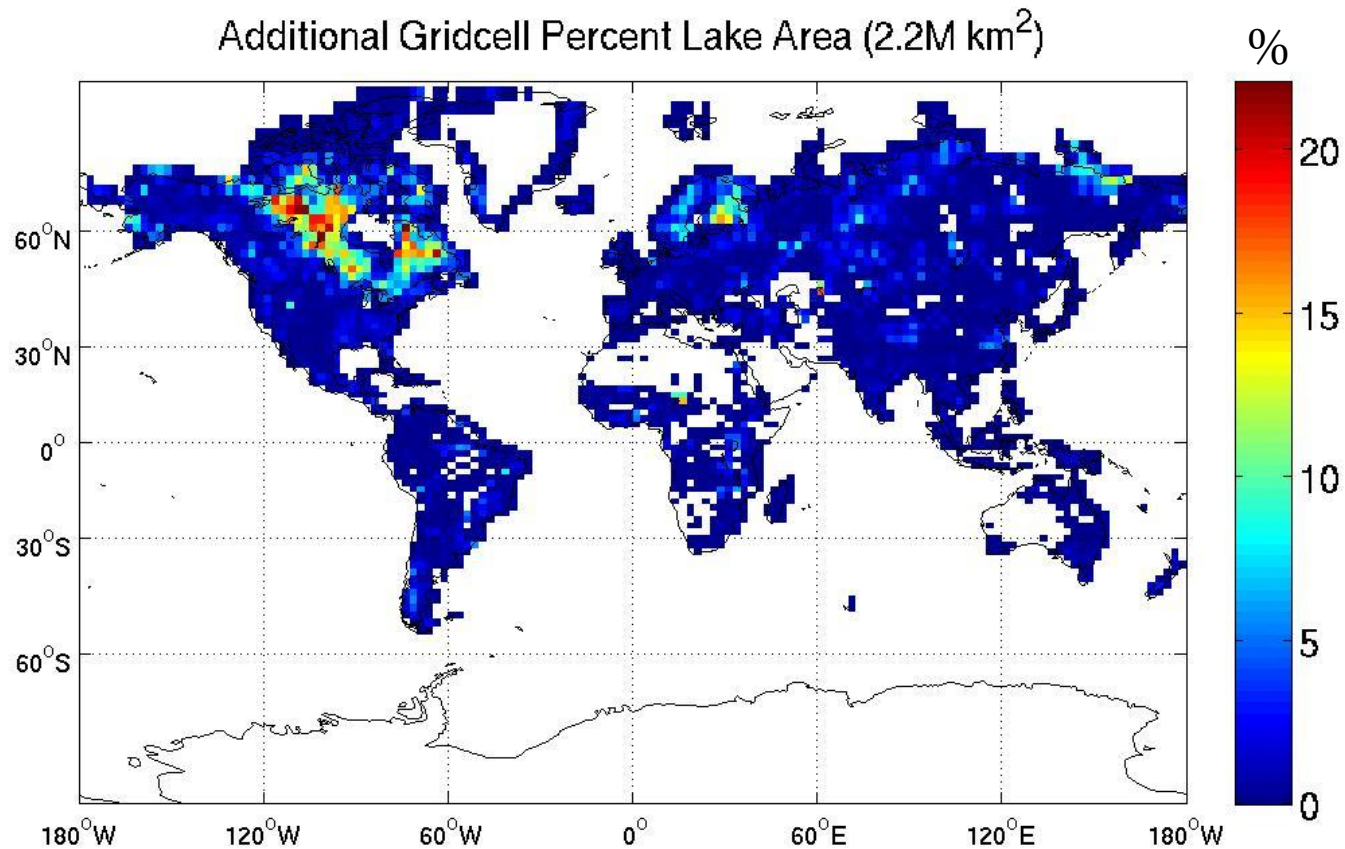 Additional Gridcell Percent Lake Area (2.2M km²)
%
20
15
10
5
0
60°N
30°N
0°
30°S
60°S
180°W 120°W 60°W 0° 60°E 120°E 180°W